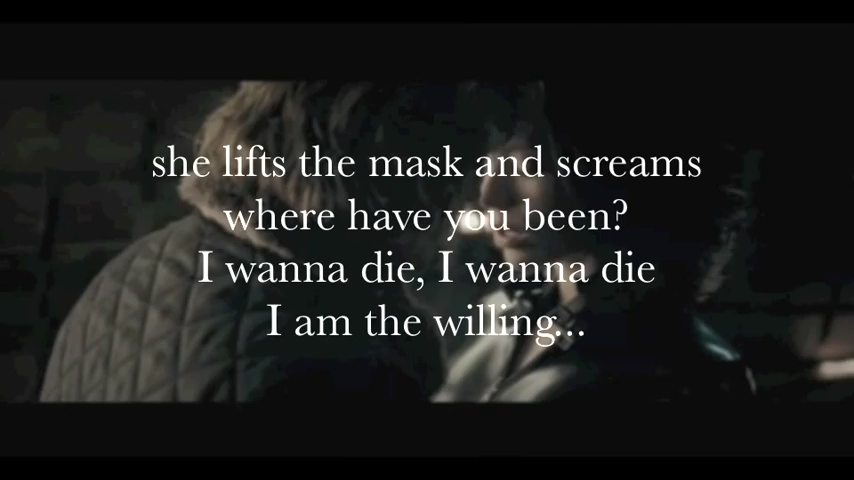 she lifts the mask and screams
where have you been?
I wanna die, I wanna die
I am the willing...